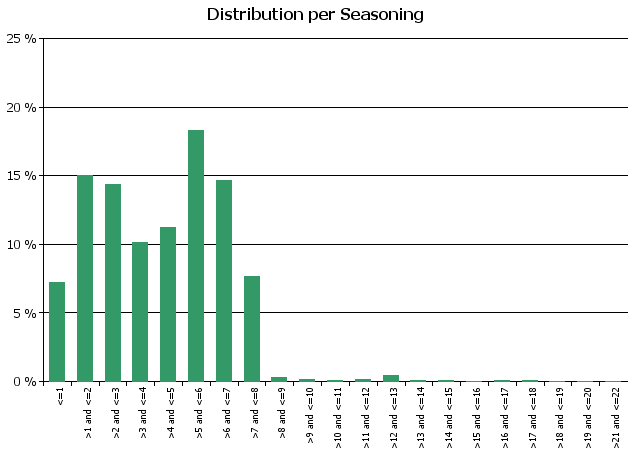 Distribution per Seasoning
25 %
20 %
15 %
10 %
5 %
0 %
<=1
>1 and <=2
>2 and <=3
>3 and <=4
>4 and <=5
>5 and <=6
>6 and <=7
>7 and <=8
>8 and <=9
>9 and <=10
>10 and <=11
>11 and <=12
>12 and <=13
>13 and <=14
>14 and <=15
>15 and <=16
>16 and <=17
>17 and <=18
>18 and <=19
>19 and <=20
>21 and <=22